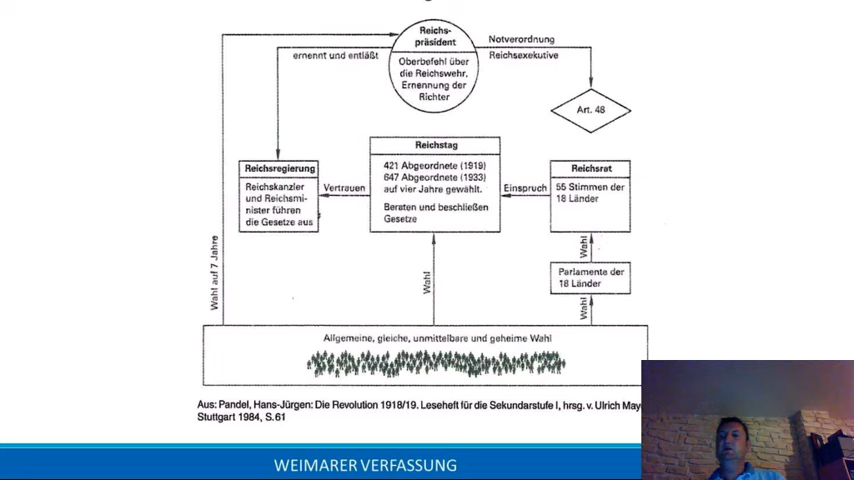 Reichs-
präsident
Oberbefehl über
die Reichswehr,
Ernennung der
Richter
ernennt und entläßt
Notverordnung
Reichsexekutive
Art. 48
Reichstag
421 Abgeordnete (1919)
647 Abgeordnete (1933)
auf vier Jahre gewählt.
Beraten und beschließen
Gesetze
Reichsregierung
Reichskanzler
und Reichsmi-
nister führen
die Gesetze aus
Vertrauen
Einspruch
Reichsrat
55 Stimmen der
18 Länder
Wahl
Parlamente der
18 Länder
Wahl
Wahl
Wahl auf 7 Jahre
Allgemeine, gleiche, unmittelbare und geheime Wahl
Aus: Pandel, Hans-Jürgen: Die Revolution 1918/19. Leseheft für die Sekundarstufe I, hrsg. v. Ulrich
Stuttgart 1984, S.61
WEIMARER VERFASSUNG